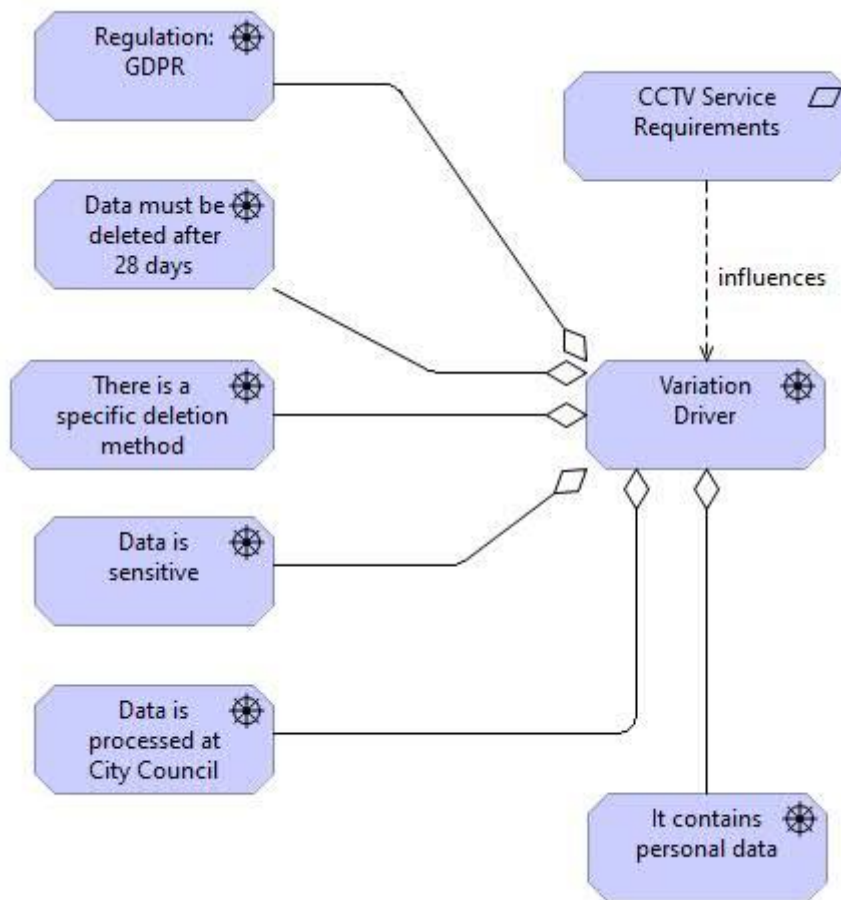 Regulation:
GDPR
CCTV Service
Requirements
Data must be
deleted after
28 days
influences
There is a
specific deletion
method
Variation
Driver
Data is
sensitive
Data is
processed at
City Council
It contains
personal data